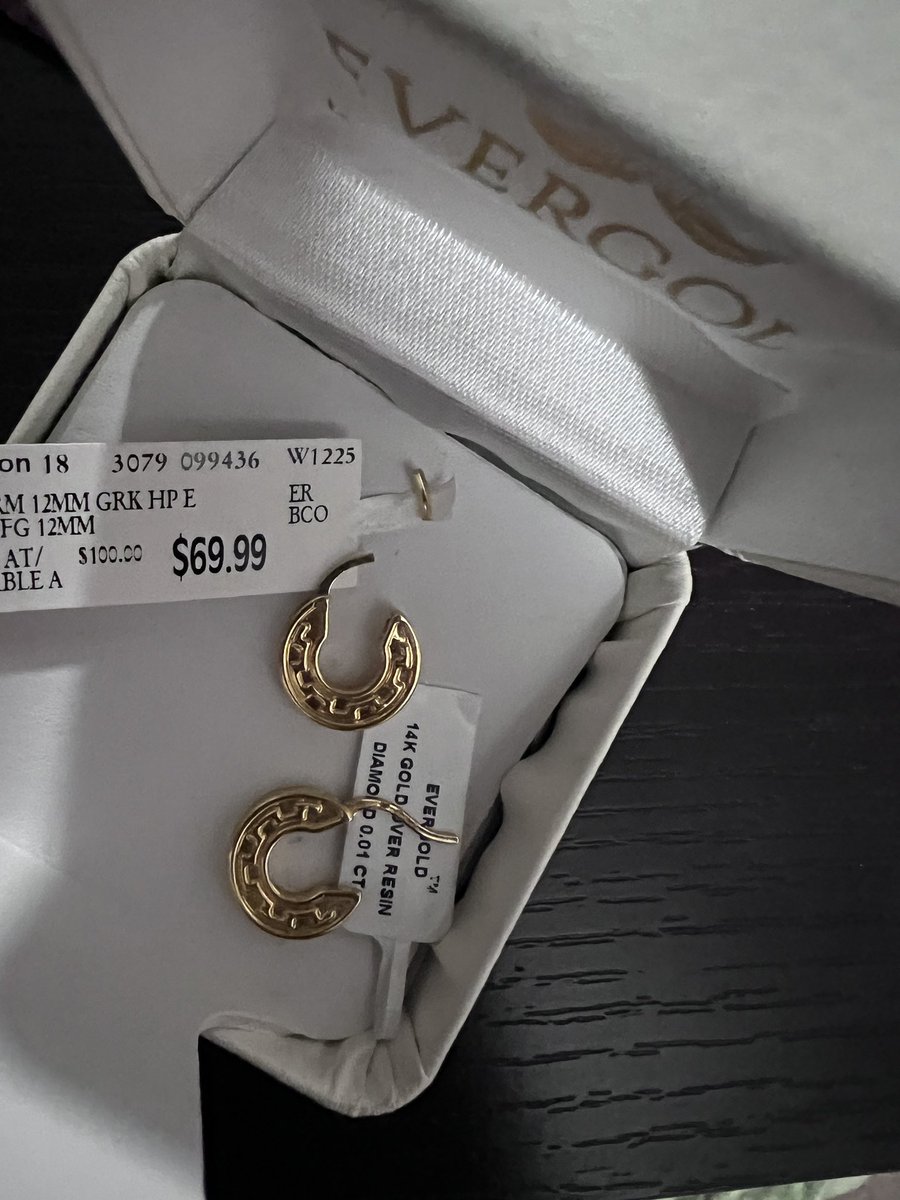 EVERGOL
on 18 3079 099436 W1225
RM 12MM GRK HP E ER
FG 12MM BCO
AT/ $100.00 $69.99
BLE A
EVERGOLD™
14K GOLD OVER RESIN
DIAMOND 0.01 CT